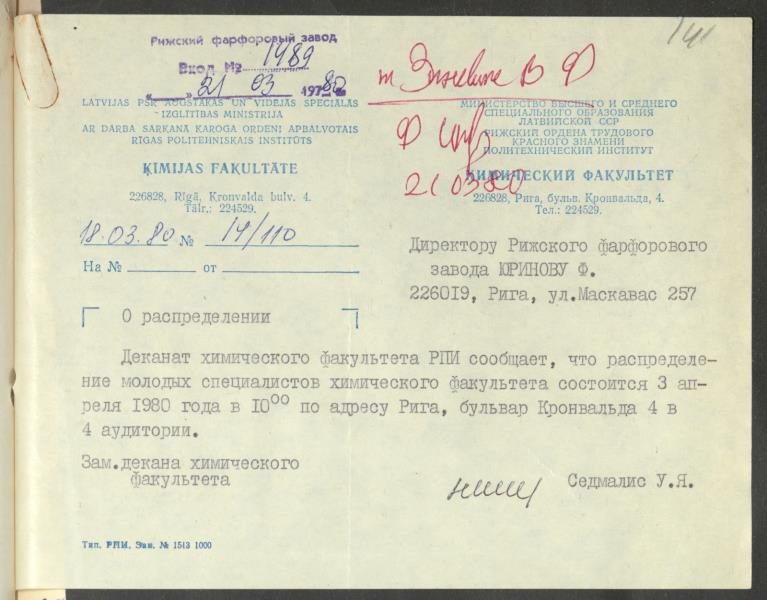 141
Рижский фарфоровый завод
Вход № 1989
21 03 1980
LATVIJAS PSR AUGSTĀKĀS UN VIDĒJĀS SPECIĀLĀS
IZGLĪTĪBAS MINISTRIJA
AR DARBA SARKANĀ KAROGA ORDENI APBALVOTAIS
RĪGAS POLITEHNISKAIS INSTITŪTS
ĶĪMIJAS FAKULTĀTE
226828, Rīgā, Kronvalda bulv. 4.
Tālr.: 224529.
18.03.80 № 14/110
На № от
т. В Ф
21 03 80
МИНИСТЕРСТВО ВЫСШЕГО И СРЕДНЕГО
СПЕЦИАЛЬНОГО ОБРАЗОВАНИЯ
ЛАТВИЙСКОЙ ССР
РИЖСКИЙ ОРДЕНА ТРУДОВОГО
КРАСНОГО ЗНАМЕНИ
ПОЛИТЕХНИЧЕСКИЙ ИНСТИТУТ
ХИМИЧЕСКИЙ ФАКУЛЬТЕТ
226828, Рига, бульв. Кронвальда, 4.
Тел.: 224529.
Директору Рижского фарфорового
завода ЮРИНОВУ Ф.
226019, Рига, ул.Маскавас 257
О распределении
Деканат химического факультета РПИ сообщает, что распределе-
ние молодых специалистов химического факультета состоится 3 ап-
реля 1980 года в 10⁰⁰ по адресу Рига, бульвар Кронвальда 4 в
4 аудитории.
Зам.декана химического
факультета
Седмалис У.Я.
Тип. РПИ. Зак. № 1513 1000